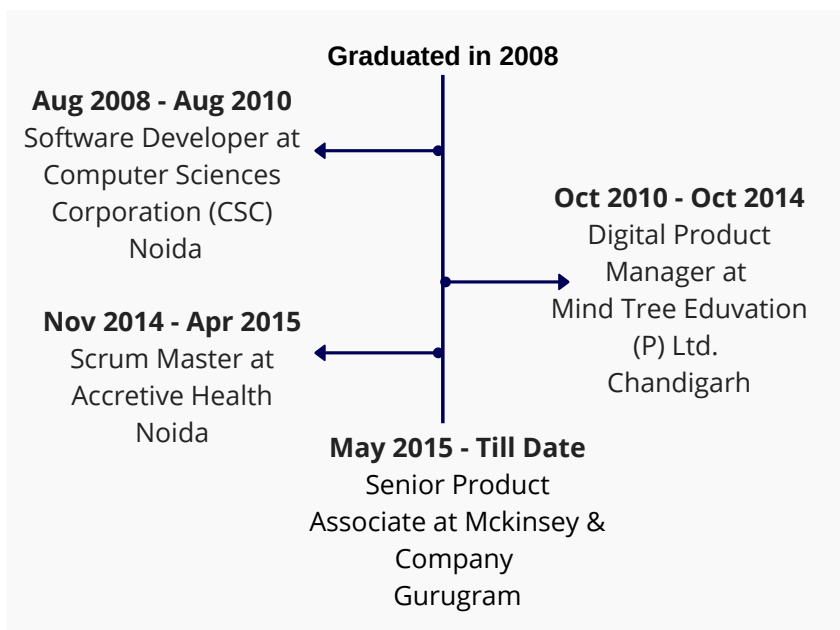 Graduated in 2008
Aug 2008 - Aug 2010
Software Developer at
Computer Sciences
Corporation (CSC)
Noida
Oct 2010 - Oct 2014
Digital Product
Manager at
Mind Tree Eduvation
(P) Ltd.
Chandigarh
Nov 2014 - Apr 2015
Scrum Master at
Accretive Health
Noida
May 2015 - Till Date
Senior Product
Associate at Mckinsey &
Company
Gurugram